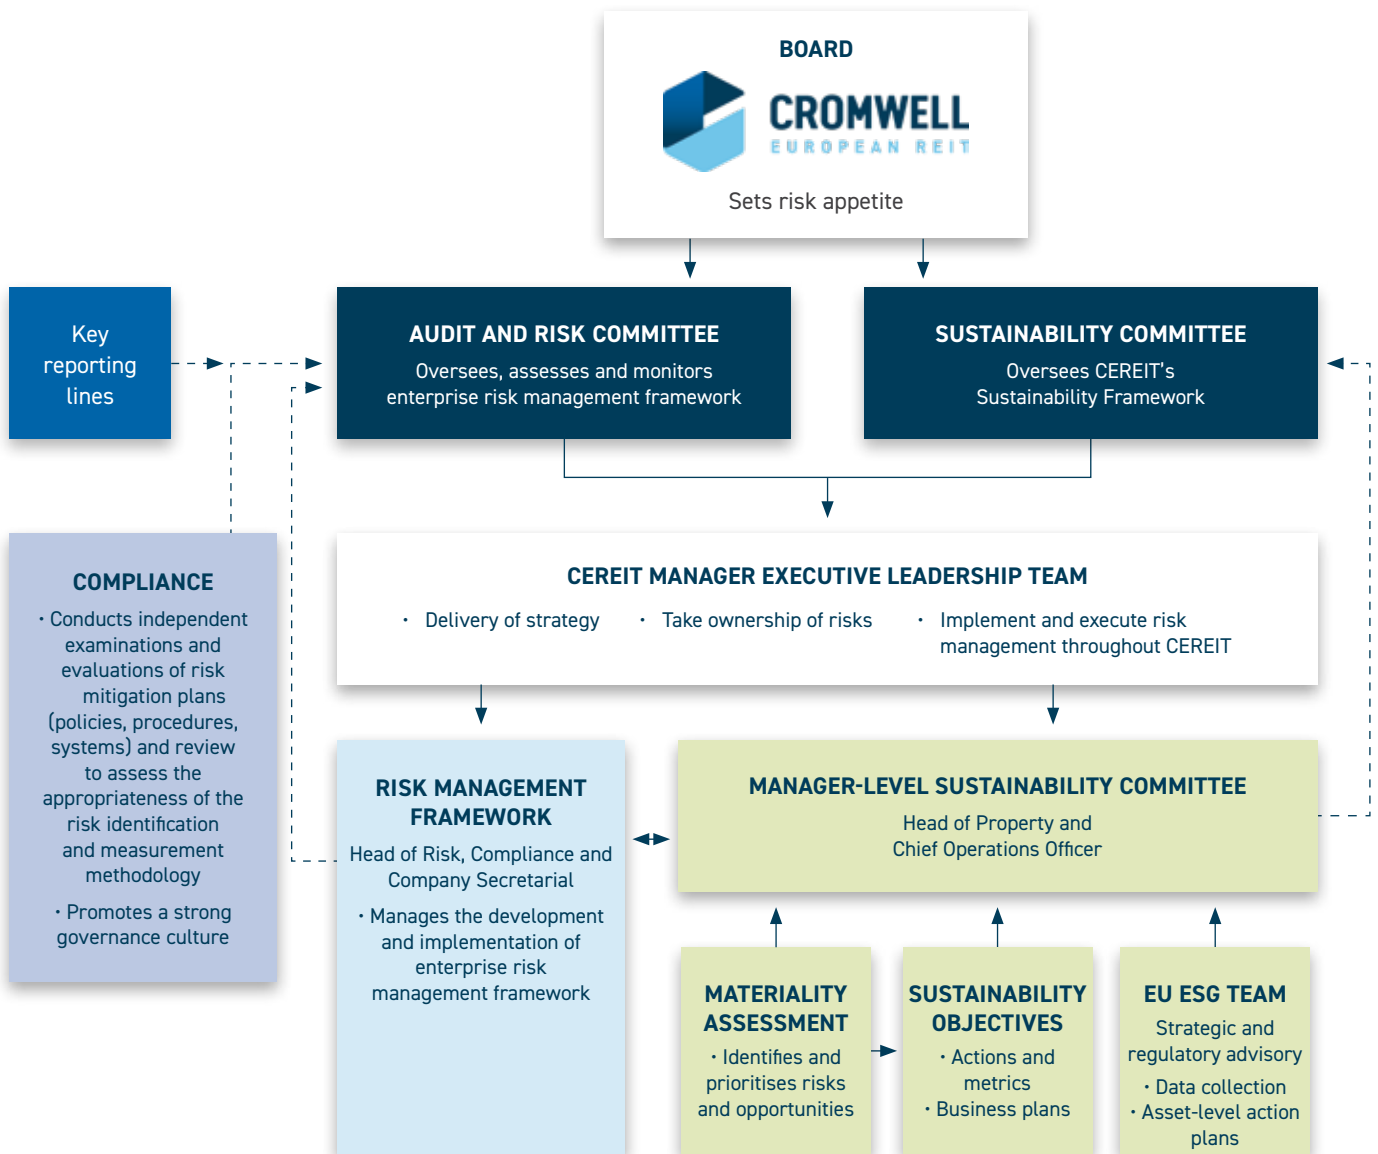 BOARD
CROMWELL
EUROPEAN REIT
Sets risk appetite
Key
reporting
lines
AUDIT AND RISK COMMITTEE
Oversees, assesses and monitors
enterprise risk management framework
SUSTAINABILITY COMMITTEE
Oversees CEREIT's
Sustainability Framework
COMPLIANCE
· Conducts independent
examinations and
evaluations of risk
mitigation plans
(policies, procedures,
systems) and review
to assess the
appropriateness of the
risk identification
and measurement
methodology
· Promotes a strong
governance culture
CEREIT MANAGER EXECUTIVE LEADERSHIP TEAM
· Delivery of strategy
· Take ownership of risks
· Implement and execute risk
management throughout CEREIT
RISK MANAGEMENT
FRAMEWORK
Head of Risk, Compliance and
Company Secretarial
· Manages the development
and implementation of
enterprise risk
management framework
MANAGER-LEVEL SUSTAINABILITY COMMITTEE
Head of Property and
Chief Operations Officer
MATERIALITY
ASSESSMENT
· Identifies and
prioritises risks
and opportunities
SUSTAINABILITY
OBJECTIVES
· Actions and
metrics
· Business plans
EU ESG TEAM
Strategic and
regulatory advisory
· Data collection
· Asset-level action
plans